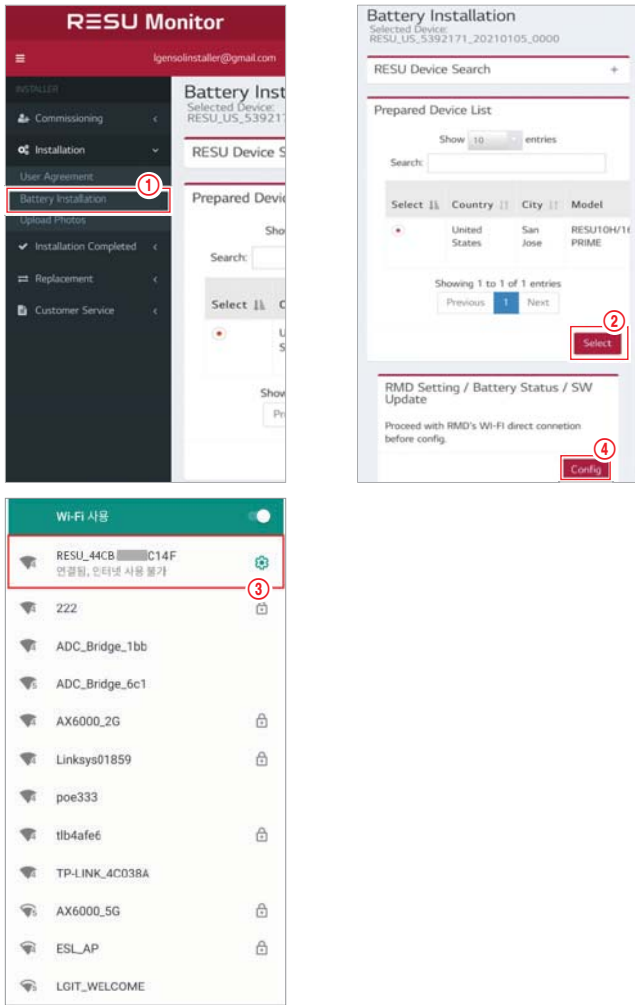 RESU Monitor
lgensolinstaller@gmail.com
INSTALLER
Commissioning
Installation
User Agreement
Battery Installation
Upload Photos
Installation Completed
Replacement
Customer Service
Battery Inst
Selected Device:
RESU_US_53921
RESU Device S
Prepared Devic
Sho
Search:
Select
Show
Pr
①
Battery Installation
Selected Device:
RESU_US_5392171_20210105_0000
RESU Device Search +
Prepared Device List
Show 10 entries
Search:
Select Country City Model
United States San Jose RESU10H/16 PRIME
Showing 1 to 1 of 1 entries
Previous 1 Next
②
Select
RMD Setting / Battery Status / SW
Update
Proceed with RMD's WI-FI direct connetion
before config.
④
Config
Wi-Fi 사용
RESU_44CB C14F
연결됨, 인터넷 사용 불가
③
222
ADC_Bridge_1bb
ADC_Bridge_6c1
AX6000_2G
Linksys01859
poe333
tlb4afe6
TP-LINK_4C038A
AX6000_5G
ESL_AP
LGIT_WELCOME